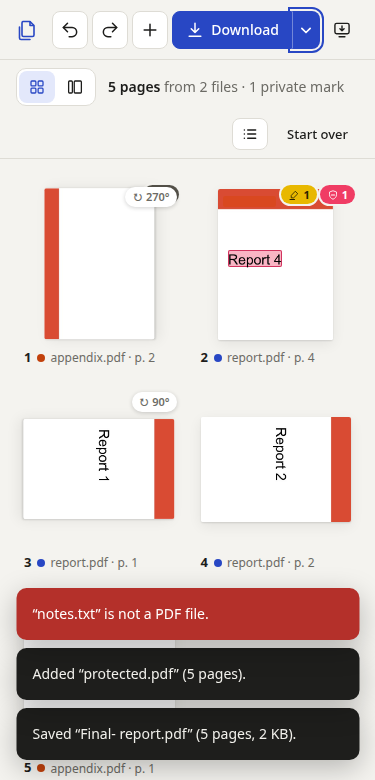 Download
5 pages from 2 files · 1 private mark
Start over
↻ 270°
1
1
Report 4
1 appendix.pdf · p. 2
2 report.pdf · p. 4
↻ 90°
Report 1
Report 2
3 report.pdf · p. 1
4 report.pdf · p. 2
“notes.txt” is not a PDF file.
Added “protected.pdf” (5 pages).
Saved “Final- report.pdf” (5 pages, 2 KB).
5 appendix.pdf · p. 1